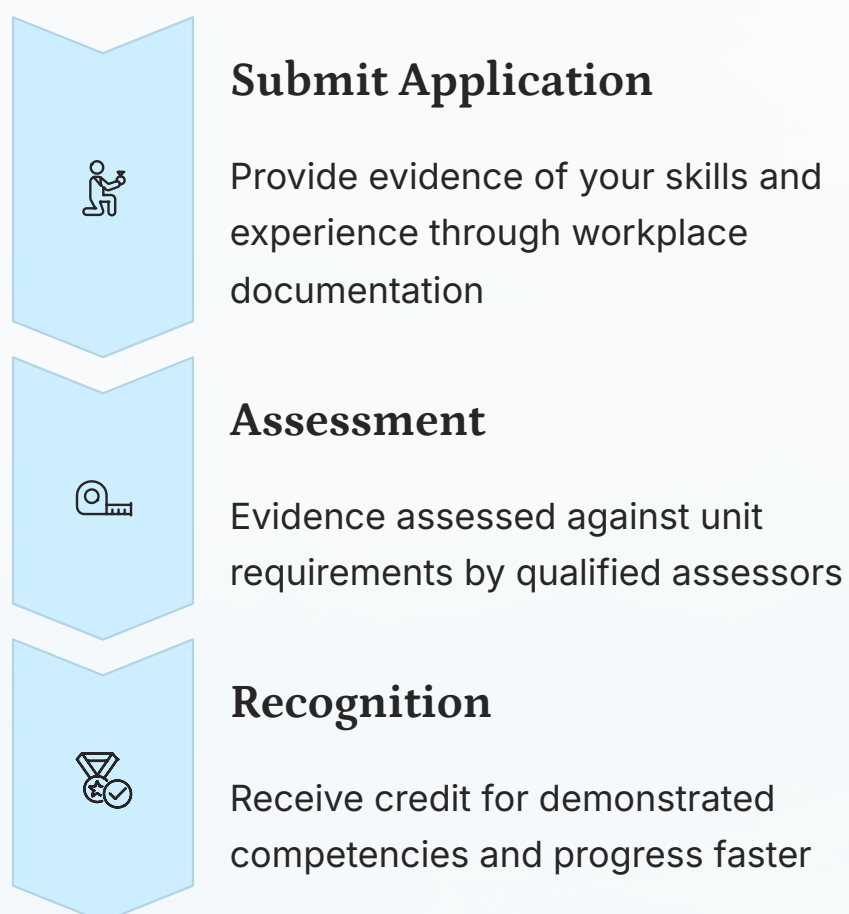 Submit Application
Provide evidence of your skills and
experience through workplace
documentation
Assessment
Evidence assessed against unit
requirements by qualified assessors
Recognition
Receive credit for demonstrated
competencies and progress faster